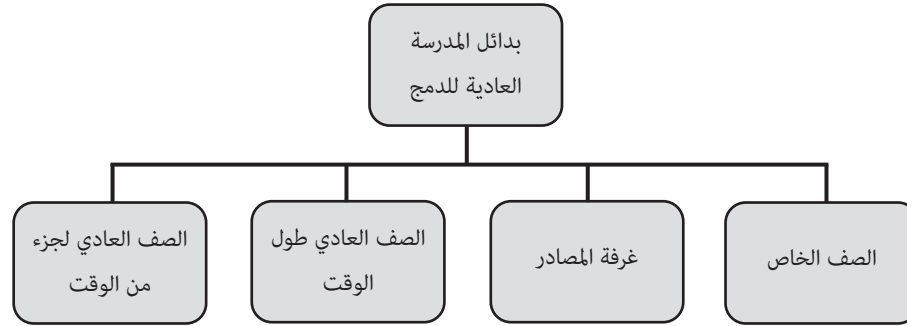 بدائل المدرسة
العادية للدمج
الصف الخاص
غرفة المصادر
الصف العادي طول
الوقت
الصف العادي لجزء
من الوقت